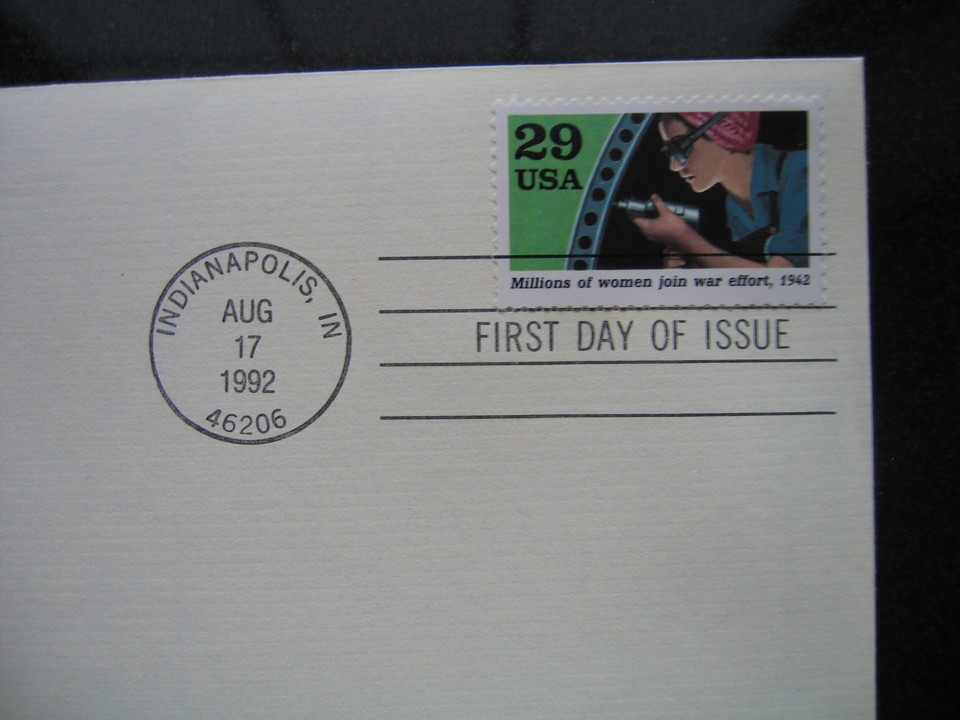 29
USA
Millions of women join war effort, 1942
INDIANAPOLIS, IN
AUG
17
1992
46206
FIRST DAY OF ISSUE